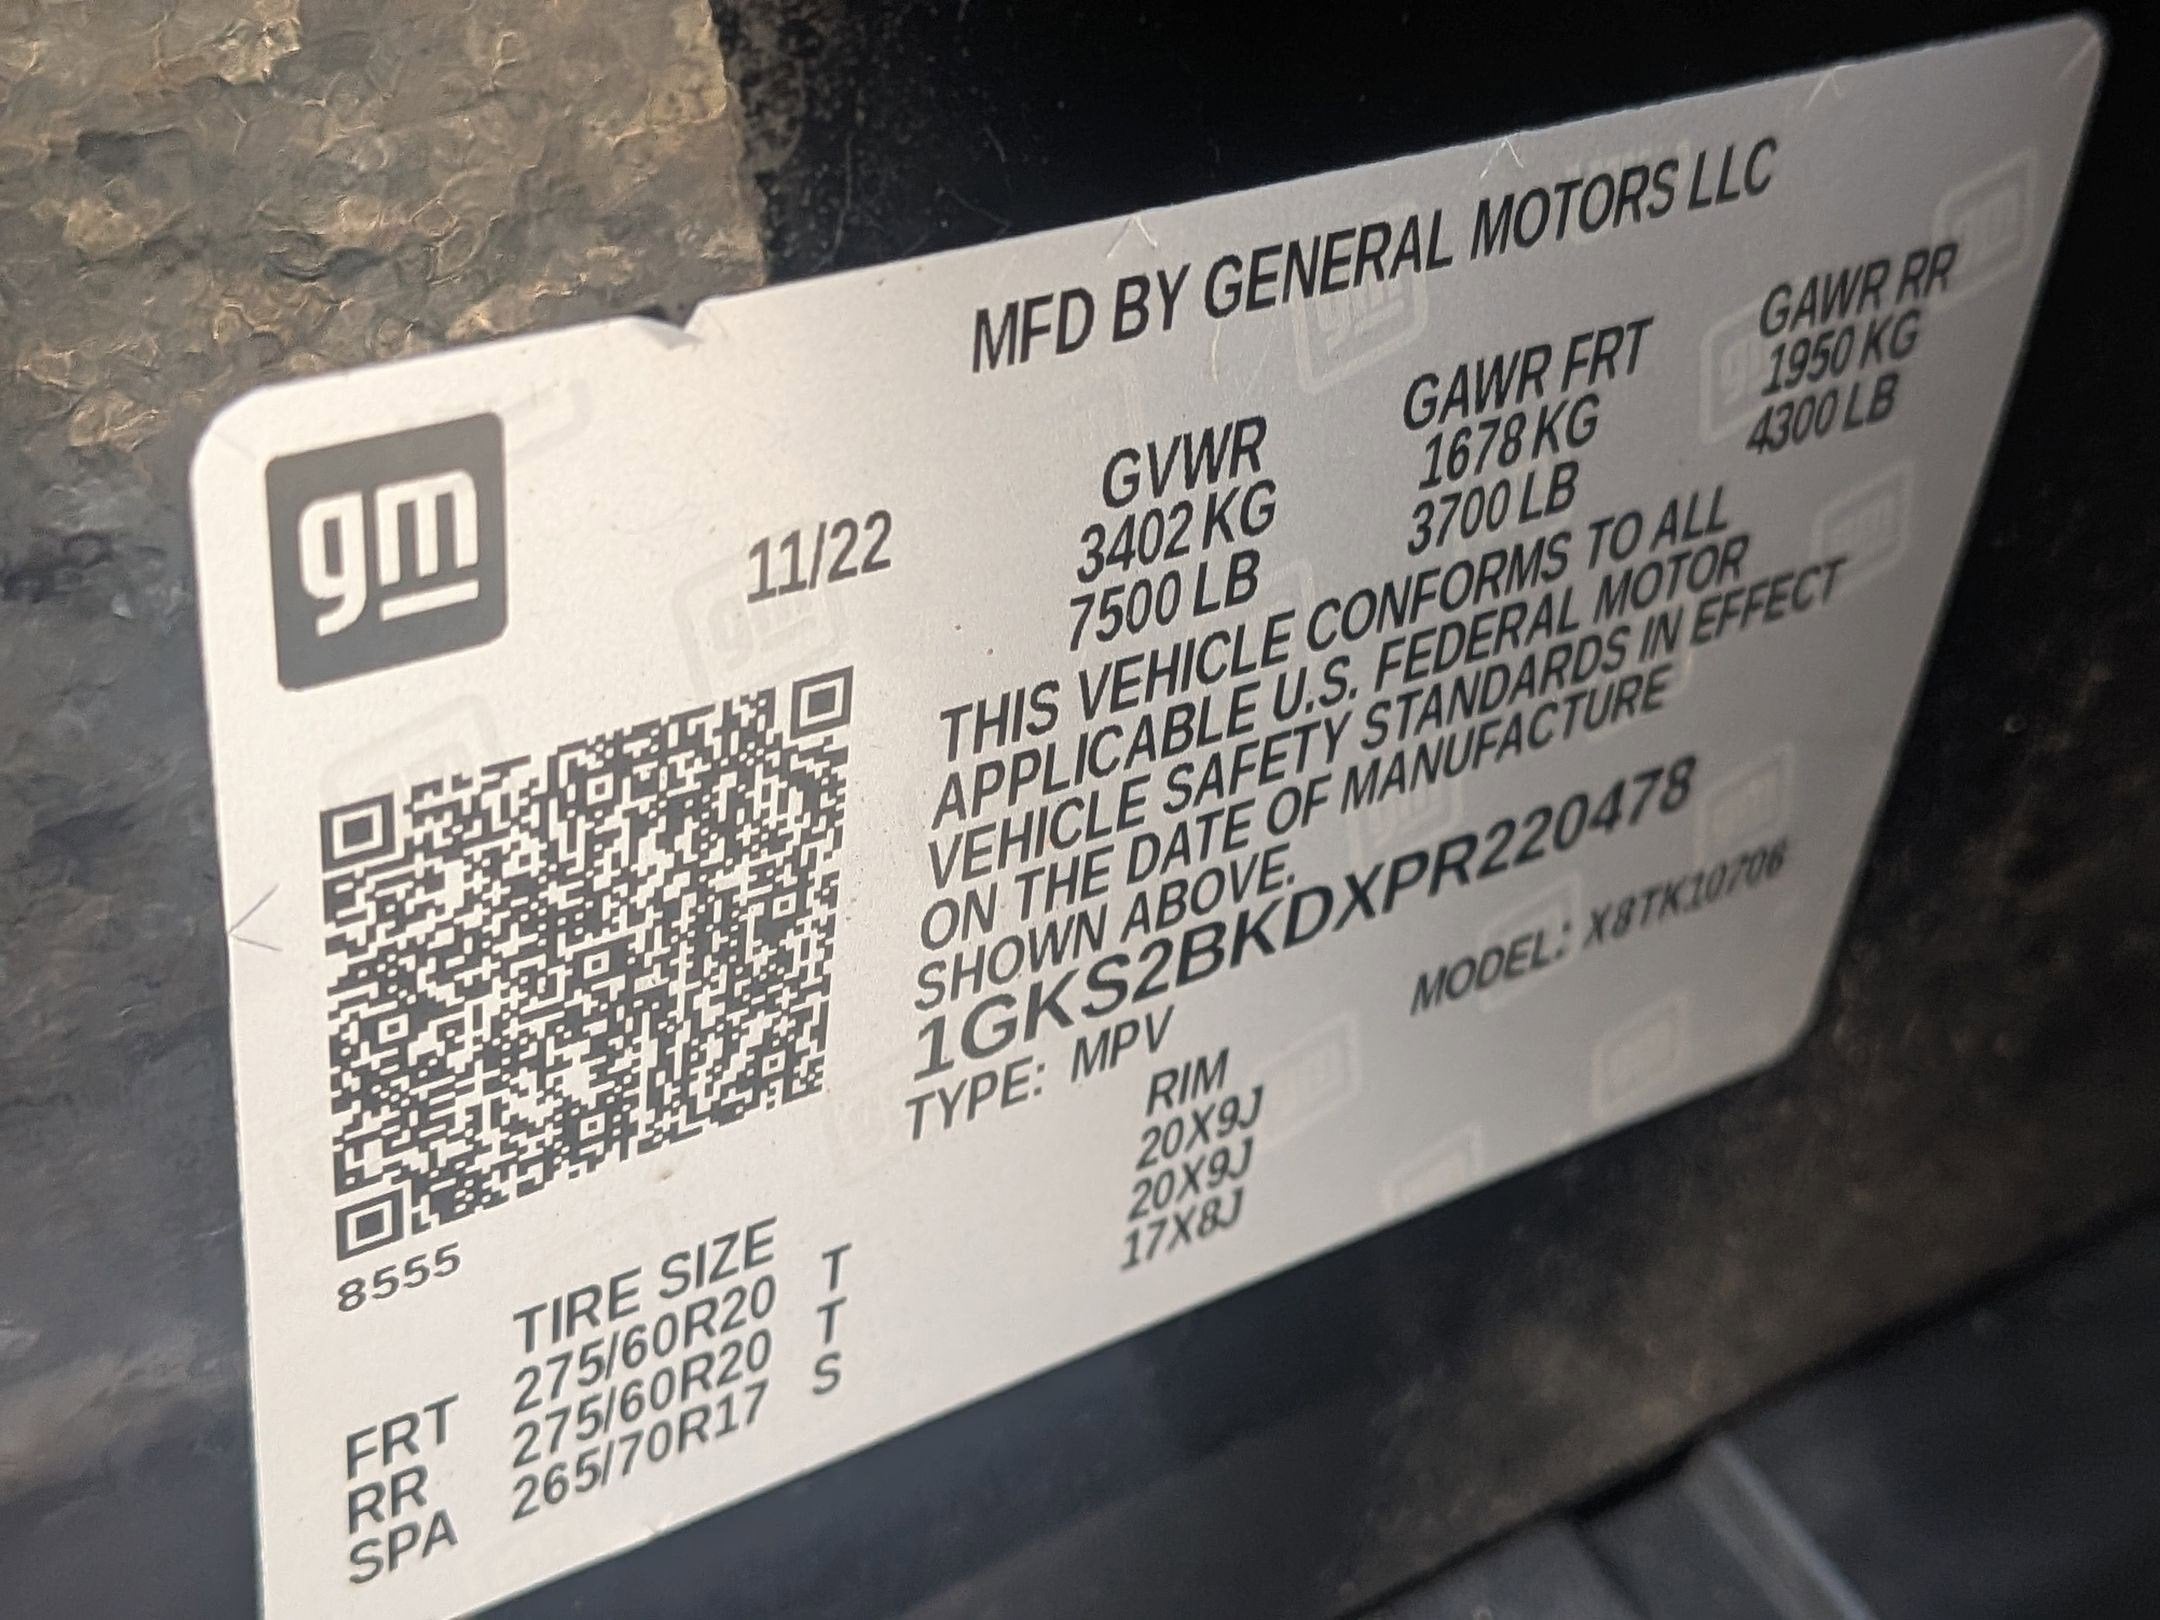 gm
MFD BY GENERAL MOTORS LLC
11/22
GVWR GAWR FRT GAWR RR
3402 KG 1678 KG 1950 KG
7500 LB 3700 LB 4300 LB
THIS VEHICLE CONFORMS TO ALL
APPLICABLE U.S. FEDERAL MOTOR
VEHICLE SAFETY STANDARDS IN EFFECT
ON THE DATE OF MANUFACTURE
SHOWN ABOVE.
1GKS2BKDXPR220478
TYPE: MPV MODEL: X8TK10706
8555
TIRE SIZE RIM
FRT 275/60R20 T 20X9J
RR 275/60R20 T 20X9J
SPA 265/70R17 S 17X8J